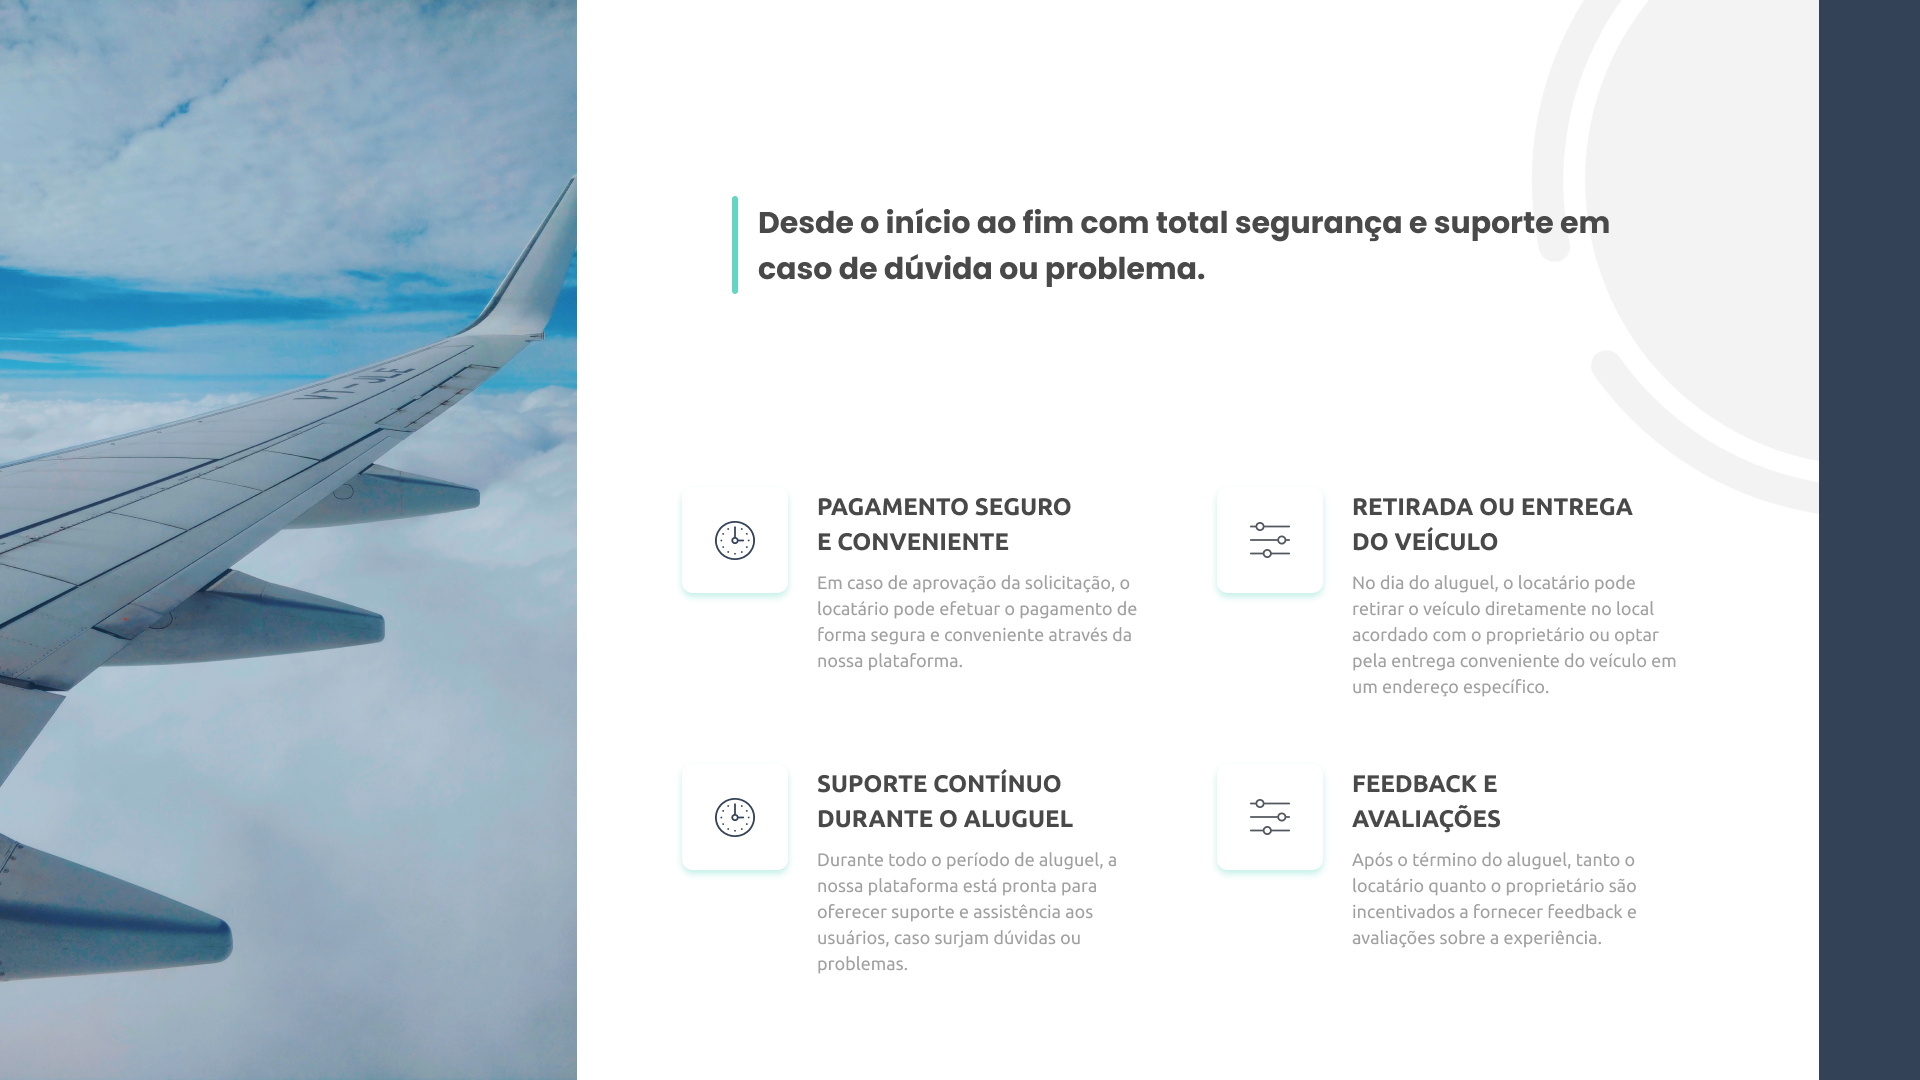 VT-JLE
Desde o início ao fim com total segurança e suporte em
caso de dúvida ou problema.
PAGAMENTO SEGURO
E CONVENIENTE
Em caso de aprovação da solicitação, o
locatário pode efetuar o pagamento de
forma segura e conveniente através da
nossa plataforma.
RETIRADA OU ENTREGA
DO VEÍCULO
No dia do aluguel, o locatário pode
retirar o veículo diretamente no local
acordado com o proprietário ou optar
pela entrega conveniente do veículo em
um endereço específico.
SUPORTE CONTÍNUO
DURANTE O ALUGUEL
Durante todo o período de aluguel, a
nossa plataforma está pronta para
oferecer suporte e assistência aos
usuários, caso surjam dúvidas ou
problemas.
FEEDBACK E
AVALIAÇÕES
Após o término do aluguel, tanto o
locatário quanto o proprietário são
incentivados a fornecer feedback e
avaliações sobre a experiência.